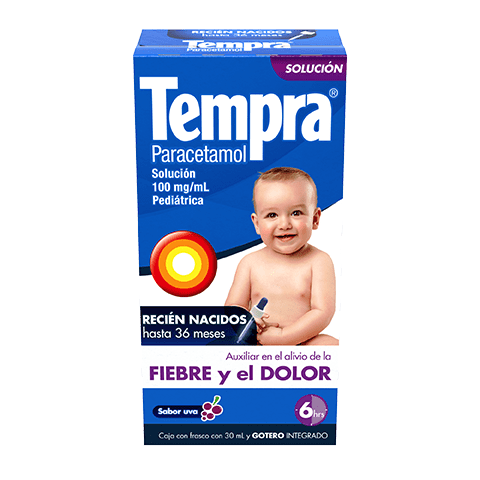 RECIÉN NACIDOS
hasta 36 meses
Tempra
Paracetamol
SOLUCIÓN
Tempra®
Paracetamol
Solución
100 mg/mL
Pediátrica
RECIÉN NACIDOS
hasta 36 meses
Auxiliar en el alivio de la
FIEBRE y el DOLOR
Sabor uva
6 hrs
Caja con frasco con 30 mL y GOTERO INTEGRADO